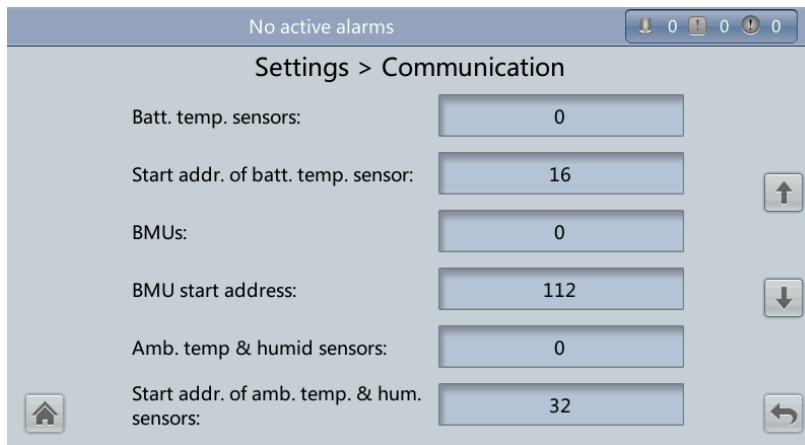 No active alarms
0 0 0
Settings > Communication
Batt. temp. sensors: 0
Start addr. of batt. temp. sensor: 16
BMUs: 0
BMU start address: 112
Amb. temp & humid sensors: 0
Start addr. of amb. temp. & hum.
sensors: 32